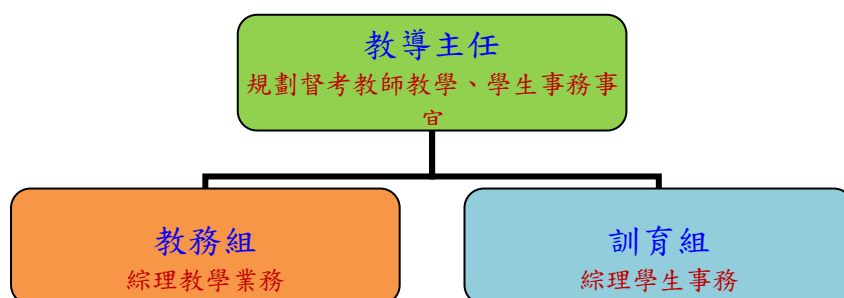 教導主任
規劃督考教師教學、學生事務事
宜
教務組
綜理教學業務
訓育組
綜理學生事務